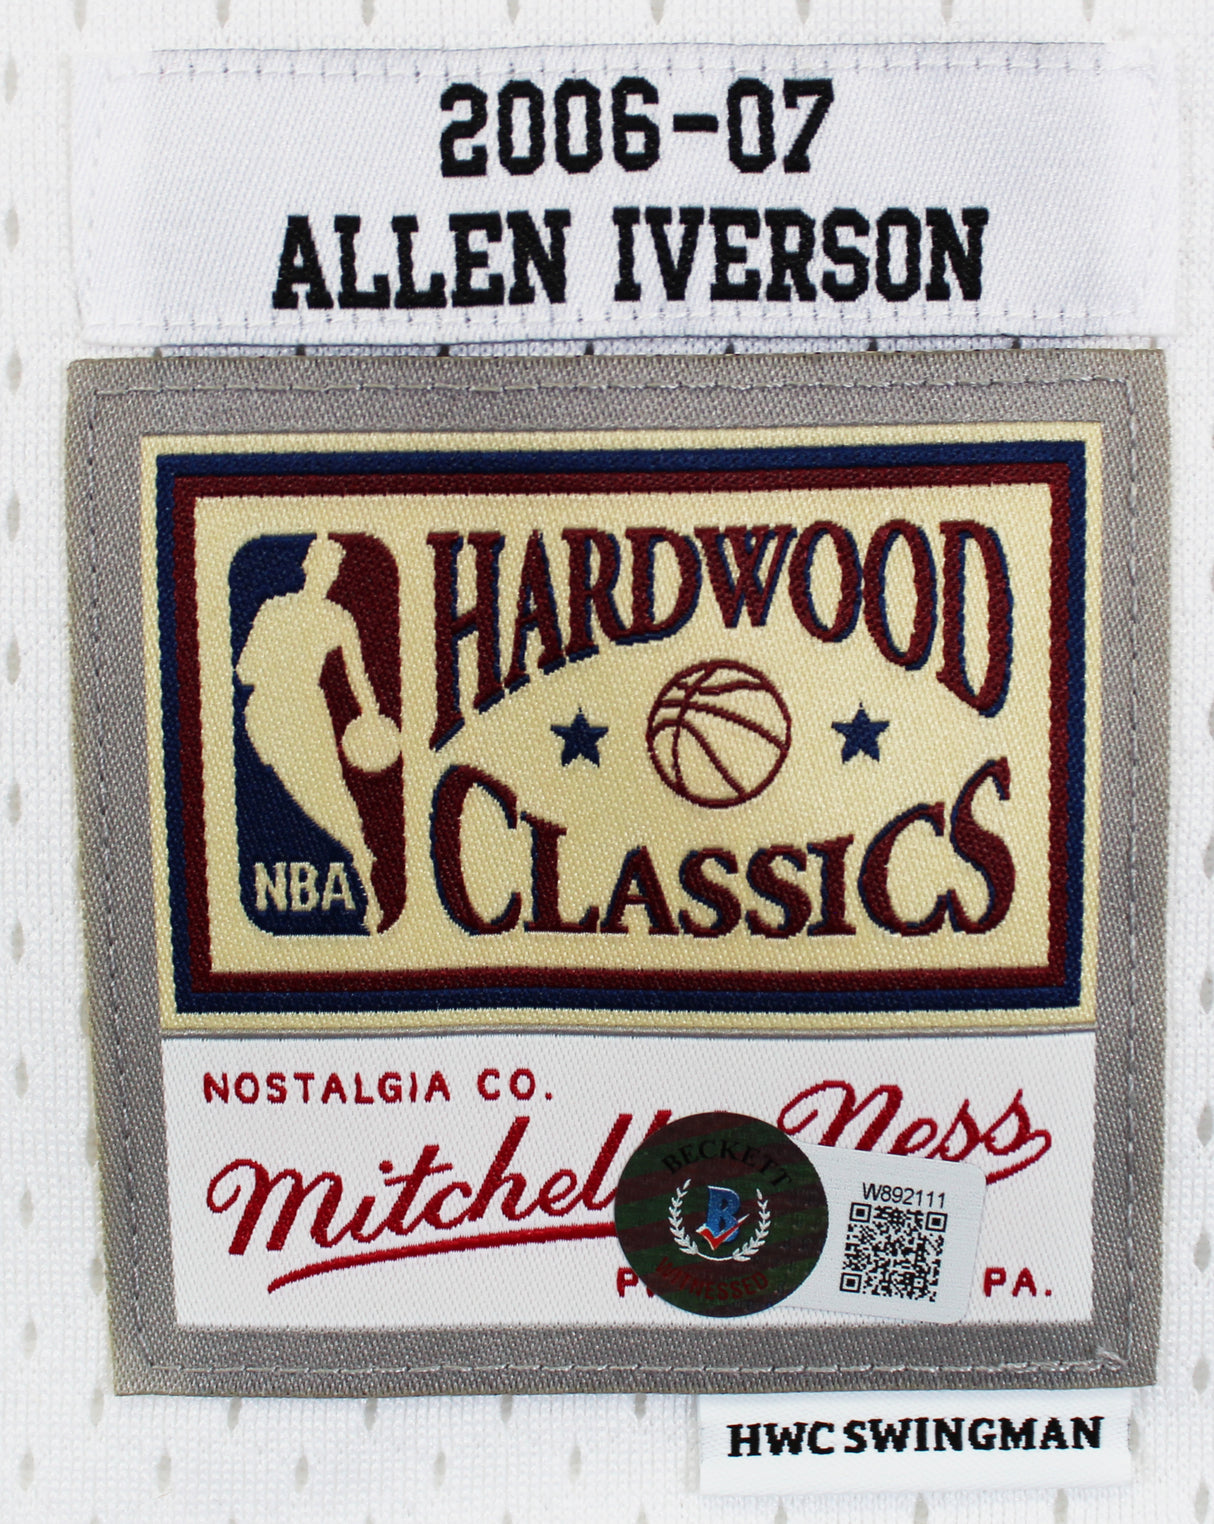 2006-07
ALLEN IVERSON
HARDWOOD
CLASSICS
NBA
NOSTALGIA CO.
Mitchell Ness
BECKETT
B
WITNESSED
W892111
PA.
HWC SWINGMAN